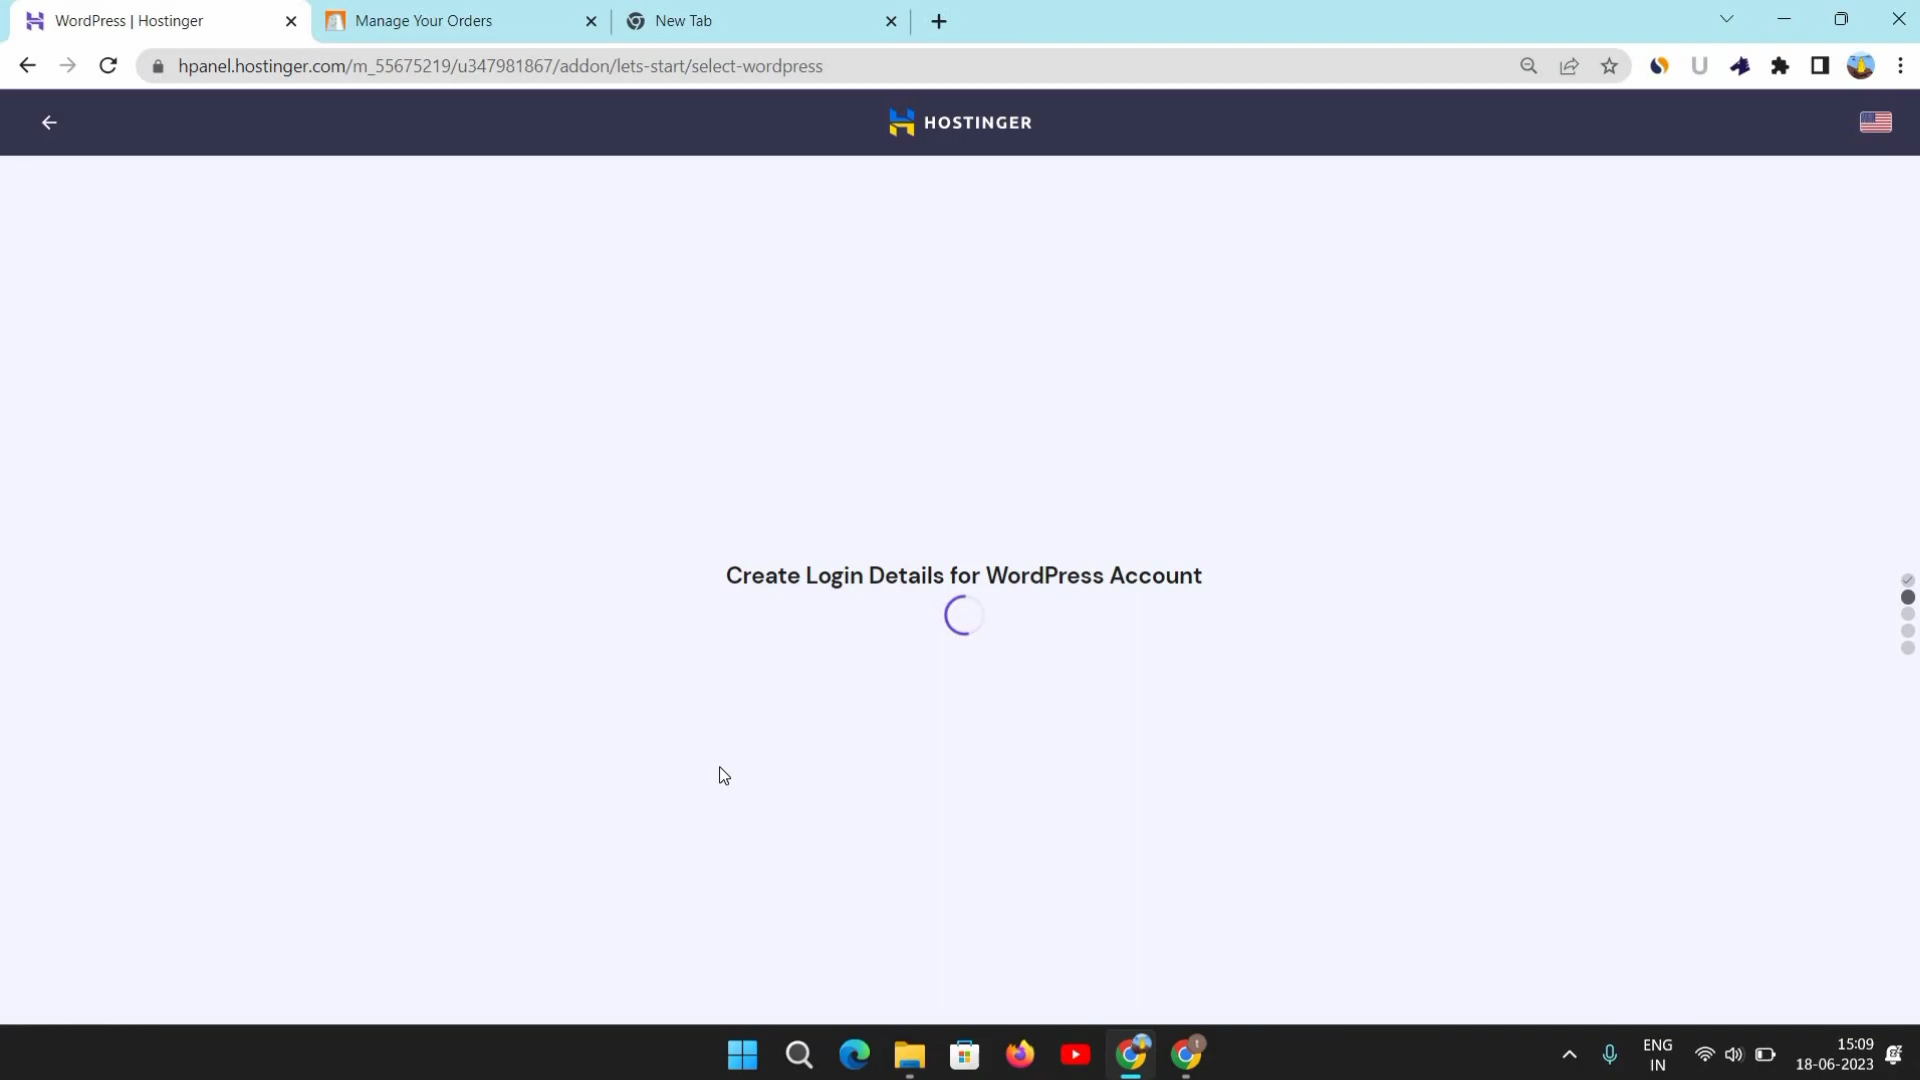 WordPress | Hostinger
Manage Your Orders
New Tab
hpanel.hostinger.com/m_55675219/u347981867/addon/lets-start/select-wordpress
HOSTINGER
Create Login Details for WordPress Account
ENG
IN
15:09
18-06-2023